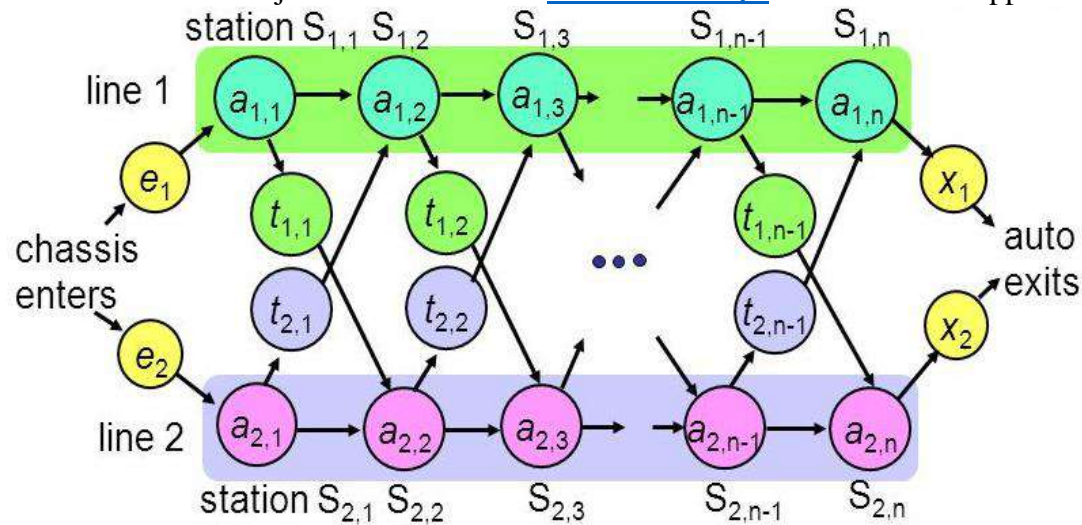 station S1,1 S1,2 S1,3 S1,n-1 S1,n
line 1
a1,1 a1,2 a1,3 a1,n-1 a1,n
e1 x1
t1,1 t1,2 t1,n-1
chassis
enters
auto
exits
t2,1 t2,2 t2,n-1
e2 x2
a2,1 a2,2 a2,3 a2,n-1 a2,n
line 2
station S2,1 S2,2 S2,3 S2,n-1 S2,n